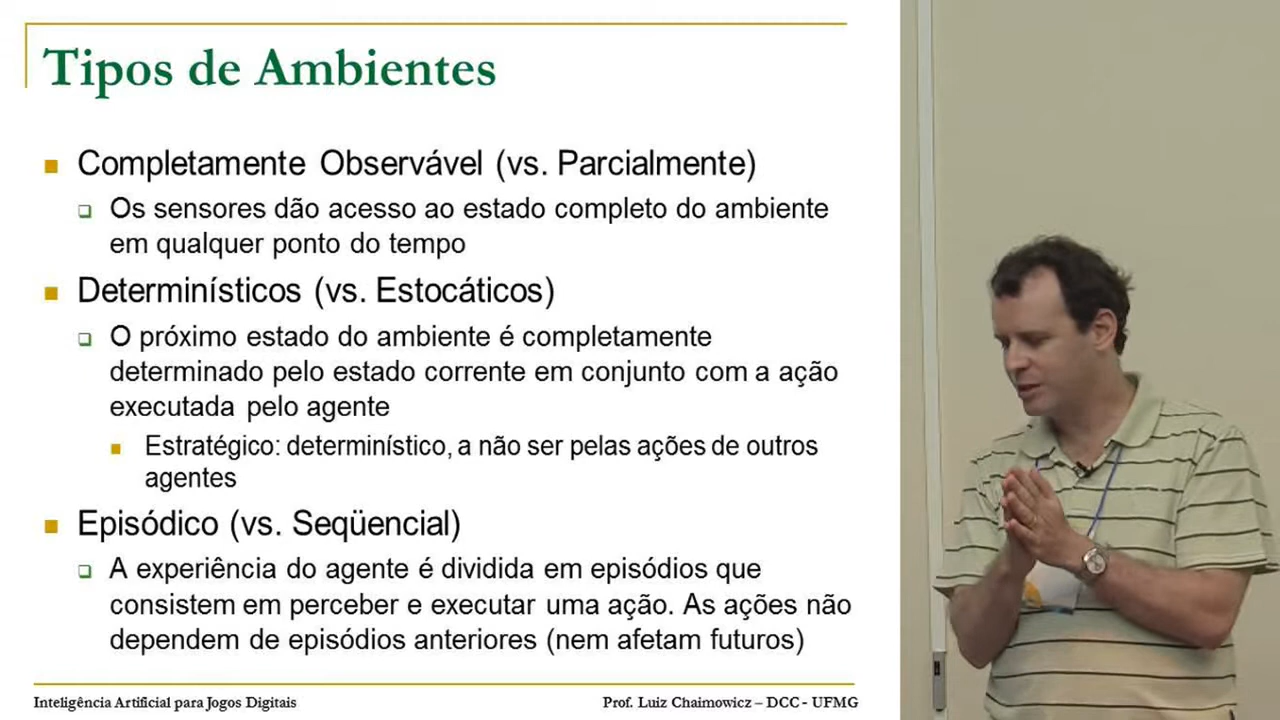 Tipos de Ambientes
Completamente Observável (vs. Parcialmente)
Os sensores dão acesso ao estado completo do ambiente
em qualquer ponto do tempo
Determinísticos (vs. Estocáticos)
O próximo estado do ambiente é completamente
determinado pelo estado corrente em conjunto com a ação
executada pelo agente
Estratégico: determinístico, a não ser pelas ações de outros
agentes
Episódico (vs. Seqüencial)
A experiência do agente é dividida em episódios que
consistem em perceber e executar uma ação. As ações não
dependem de episódios anteriores (nem afetam futuros)
Inteligência Artificial para Jogos Digitais
Prof. Luiz Chaimowicz – DCC - UFMG